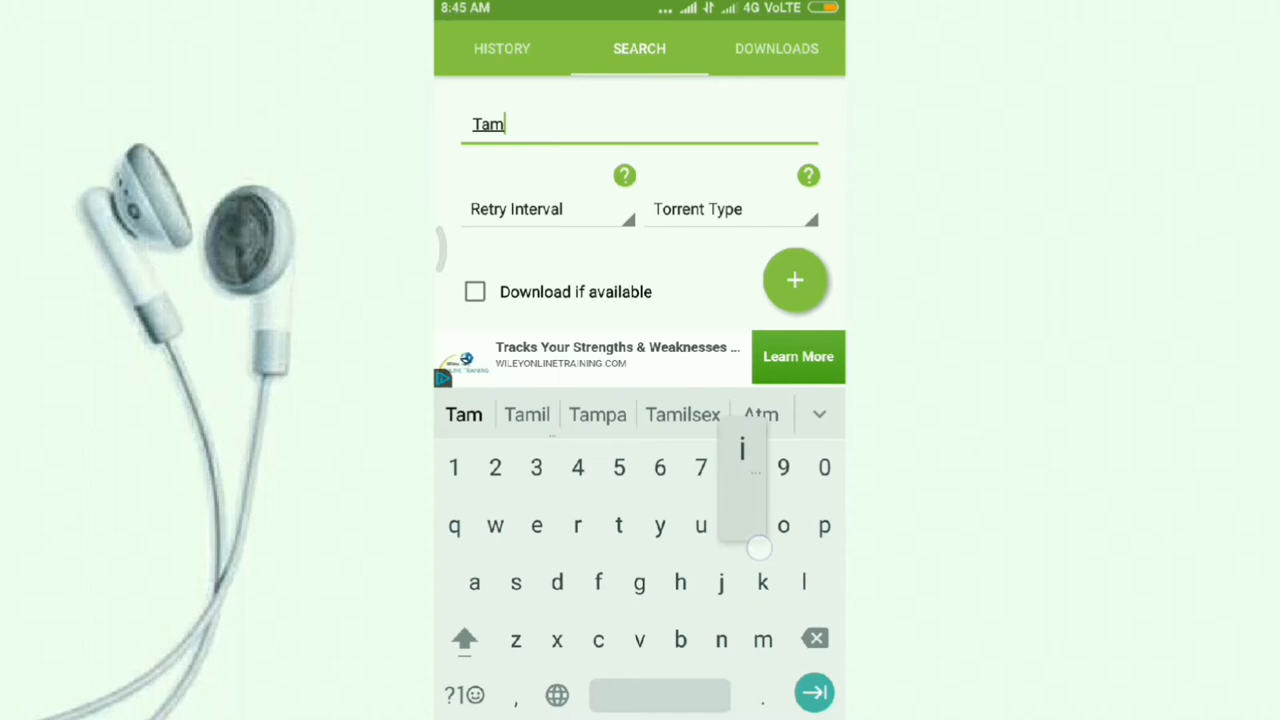 8:45 AM ... 4G VoLTE
HISTORY SEARCH DOWNLOADS
Tam
? ?
Retry Interval Torrent Type
Download if available +
Tracks Your Strengths & Weaknesses ...
WILEYONLINETRAINING.COM
Learn More
Tam Tamil Tampa Tamilsex Atm
i
1 2 3 4 5 6 7 9 0
q w e r t y u o p
a s d f g h j k l
z x c v b n m
?1☺ , .